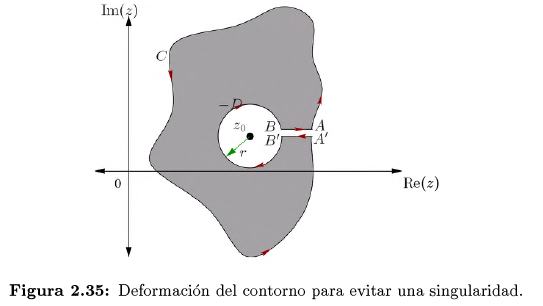 Im(z)
C
−D
z₀
B
A
B′
A′
r
0
Re(z)
Figura 2.35: Deformación del contorno para evitar una singularidad.